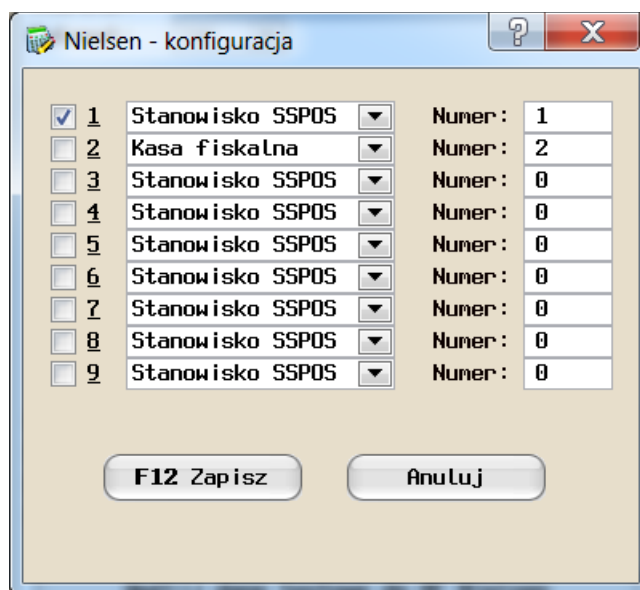 Nielsen - konfiguracja
1 Stanowisko SSPOS Numer: 1
2 Kasa fiskalna Numer: 2
3 Stanowisko SSPOS Numer: 0
4 Stanowisko SSPOS Numer: 0
5 Stanowisko SSPOS Numer: 0
6 Stanowisko SSPOS Numer: 0
7 Stanowisko SSPOS Numer: 0
8 Stanowisko SSPOS Numer: 0
9 Stanowisko SSPOS Numer: 0
F12 Zapisz Anuluj